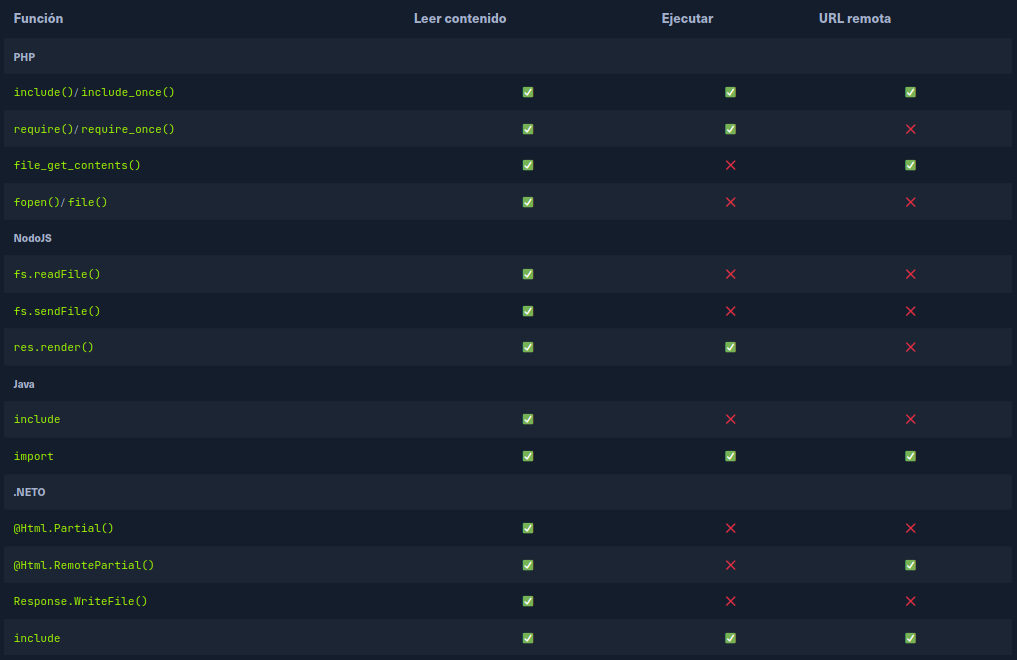 Función Leer contenido Ejecutar URL remota
PHP
include()/include_once() ✅ ✅ ✅
require()/require_once() ✅ ✅ ❌
file_get_contents() ✅ ❌ ✅
fopen()/file() ✅ ❌ ❌
NodoJS
fs.readFile() ✅ ❌ ❌
fs.sendFile() ✅ ❌ ❌
res.render() ✅ ✅ ❌
Java
include ✅ ❌ ❌
import ✅ ✅ ✅
.NETO
@Html.Partial() ✅ ❌ ❌
@Html.RemotePartial() ✅ ❌ ✅
Response.WriteFile() ✅ ❌ ❌
include ✅ ✅ ✅